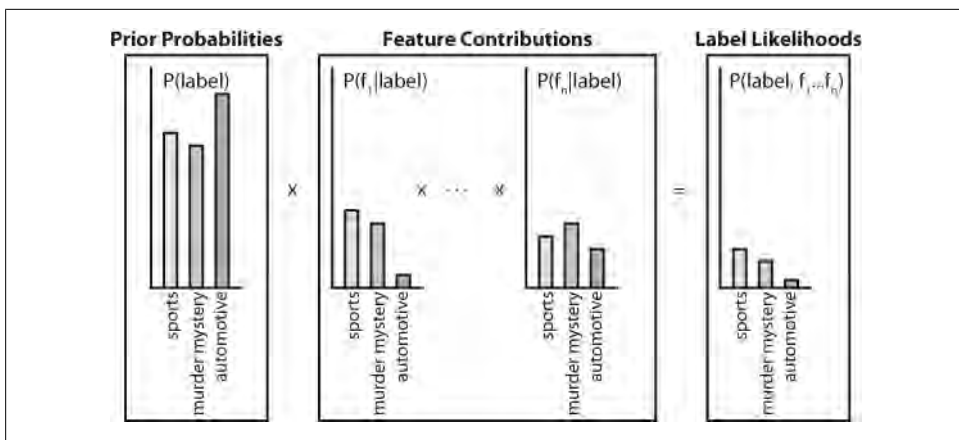 Prior Probabilities
Feature Contributions
Label Likelihoods
P(label)
P(f₁|label)
P(fₙ|label)
P(label, f₁...fₙ)
x
x ... x
=
sports
murder mystery
automotive
sports
murder mystery
automotive
sports
murder mystery
automotive
sports
murder mystery
automotive